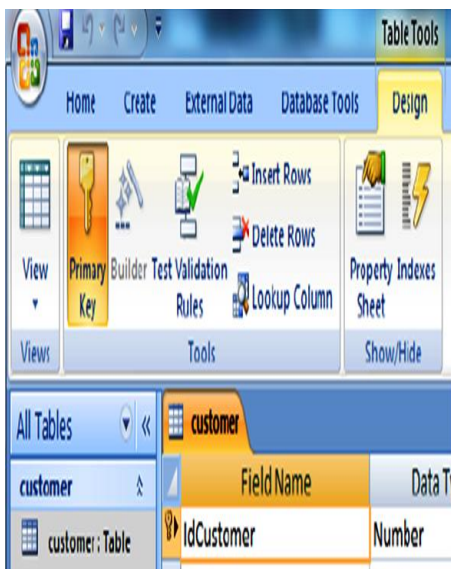 Table Tools
Home Create External Data Database Tools Design
View
Views
Primary Key
Builder
Test Validation Rules
Insert Rows
Delete Rows
Lookup Column
Tools
Property Sheet
Indexes
Show/Hide
All Tables
customer
customer : Table
customer
Field Name Data T
IdCustomer Number